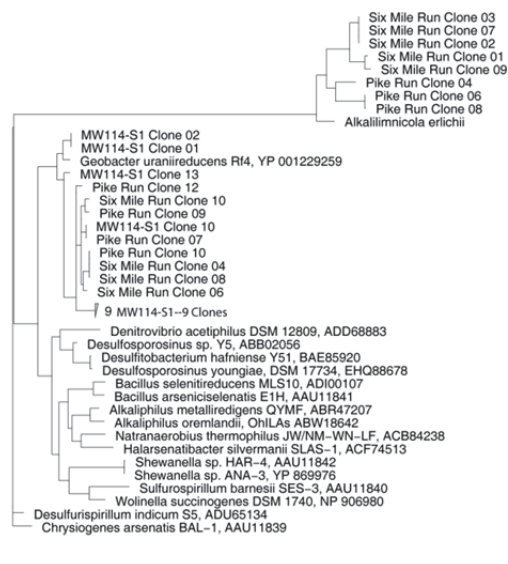 Six Mile Run Clone 03
Six Mile Run Clone 07
Six Mile Run Clone 02
Six Mile Run Clone 01
Six Mile Run Clone 09
Pike Run Clone 04
Pike Run Clone 06
Pike Run Clone 08
Alkalilimnicola erlichii
MW114-S1 Clone 02
MW114-S1 Clone 01
Geobacter uraniireducens Rf4, YP 001229259
MW114-S1 Clone 13
Pike Run Clone 12
Six Mile Run Clone 10
Pike Run Clone 09
MW114-S1 Clone 10
Pike Run Clone 07
Pike Run Clone 10
Six Mile Run Clone 04
Six Mile Run Clone 08
Six Mile Run Clone 06
9 MW114-S1--9 Clones
Denitrovibrio acetiphilus DSM 12809, ADD68883
Desulfosporosinus sp. Y5, ABB02056
Desulfitobacterium hafniense Y51, BAE85920
Desulfosporosinus youngiae, DSM 17734, EHQ88678
Bacillus selenitireducens MLS10, ADI00107
Bacillus arseniciselenatis E1H, AAU11841
Alkaliphilus metalliredigens QYMF, ABR47207
Alkaliphilus oremlandii, OhILAs ABW18642
Natranaerobius thermophilus JW/NM-WN-LF, ACB84238
Halarsenatibacter silvermanii SLAS-1, ACF74513
Shewanella sp. HAR-4, AAU11842
Shewanella sp. ANA-3, YP 869976
Sulfurospirillum barnesii SES-3, AAU11840
Wolinella succinogenes DSM 1740, NP 906980
Desulfurispirillum indicum S5, ADU65134
Chrysiogenes arsenatis BAL-1, AAU11839